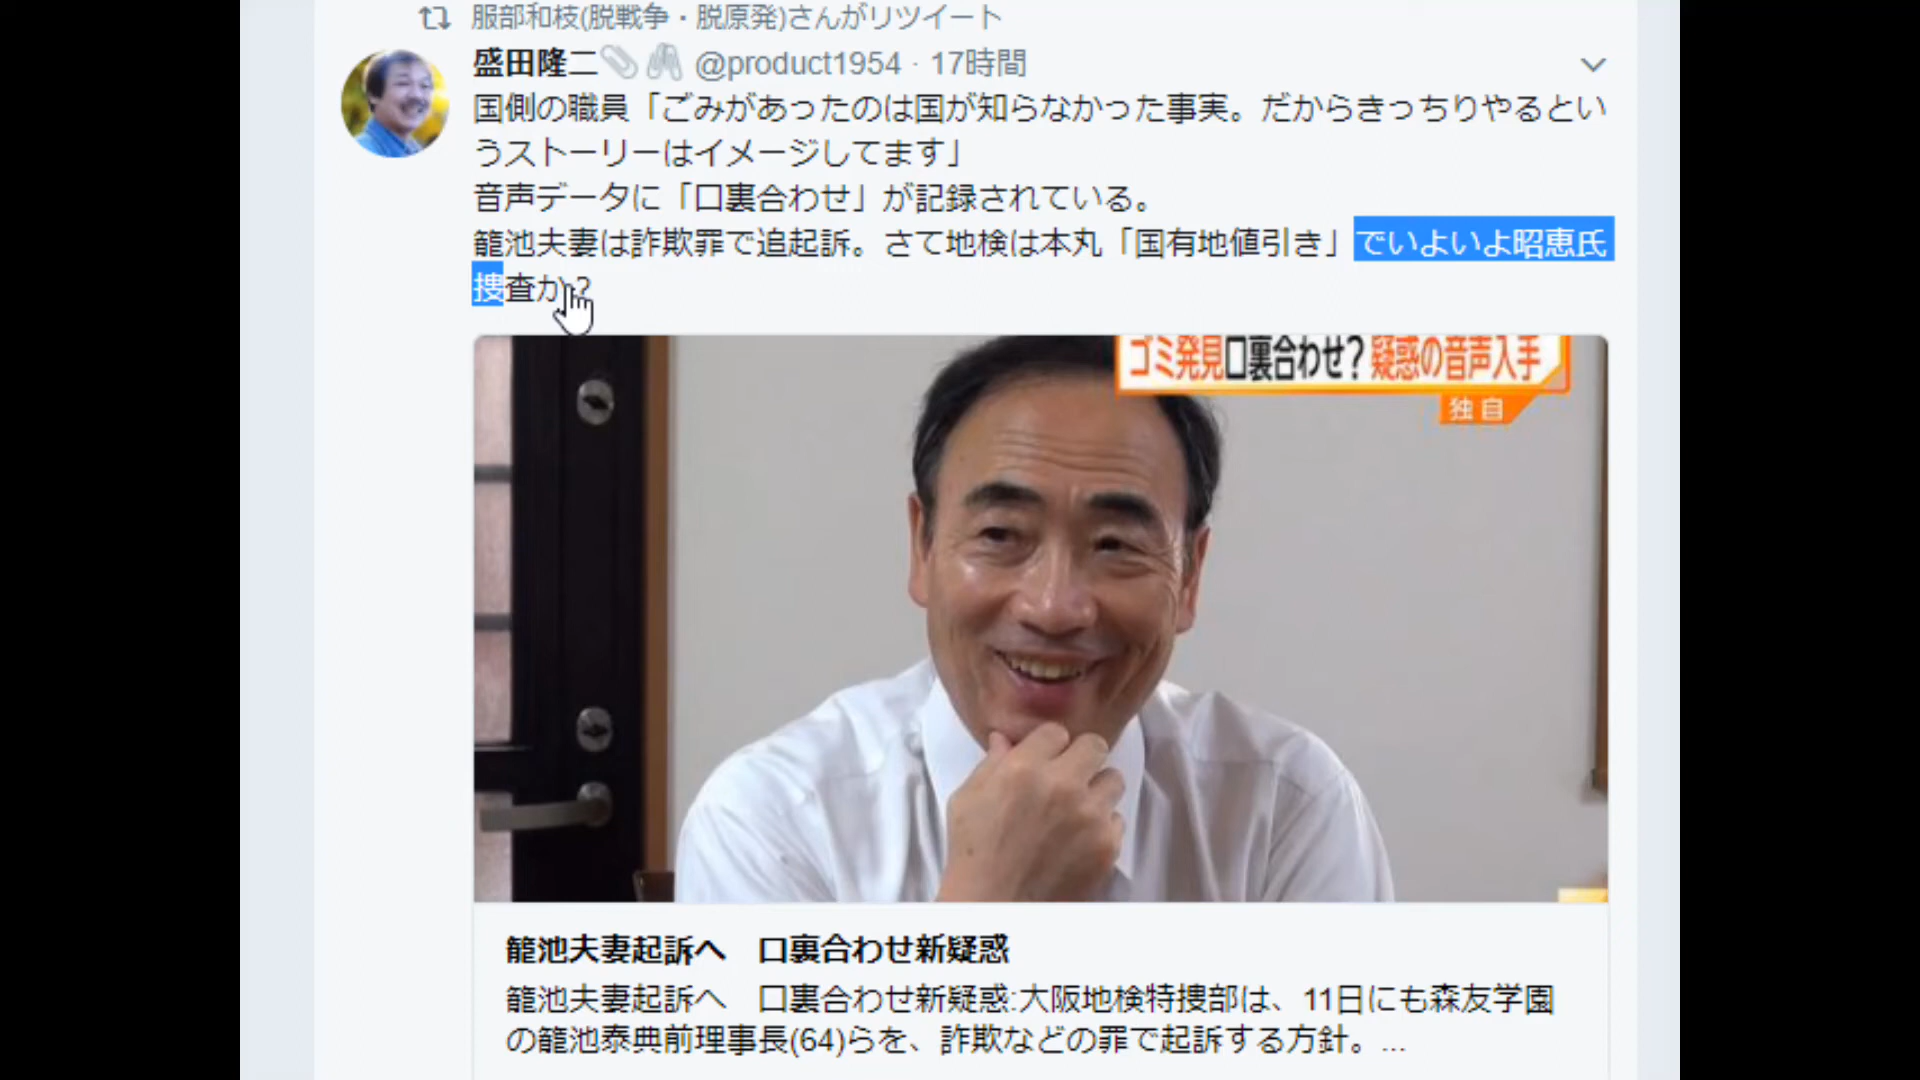 服部和枝(脱戦争・脱原発)さんがリツイート
盛田隆二 @product1954 · 17時間
国側の職員「ごみがあったのは国が知らなかった事実。だからきっちりやるとい
うストーリーはイメージしてます」
音声データに「口裏合わせ」が記録されている。
籠池夫妻は詐欺罪で追起訴。さて地検は本丸「国有地値引き」でいよいよ昭恵氏
捜査か?
ゴミ発見口裏合わせ?疑惑の音声入手
独自
籠池夫妻起訴へ 口裏合わせ新疑惑
籠池夫妻起訴へ 口裏合わせ新疑惑:大阪地検特捜部は、11日にも森友学園
の籠池泰典前理事長(64)らを、詐欺などの罪で起訴する方針。...